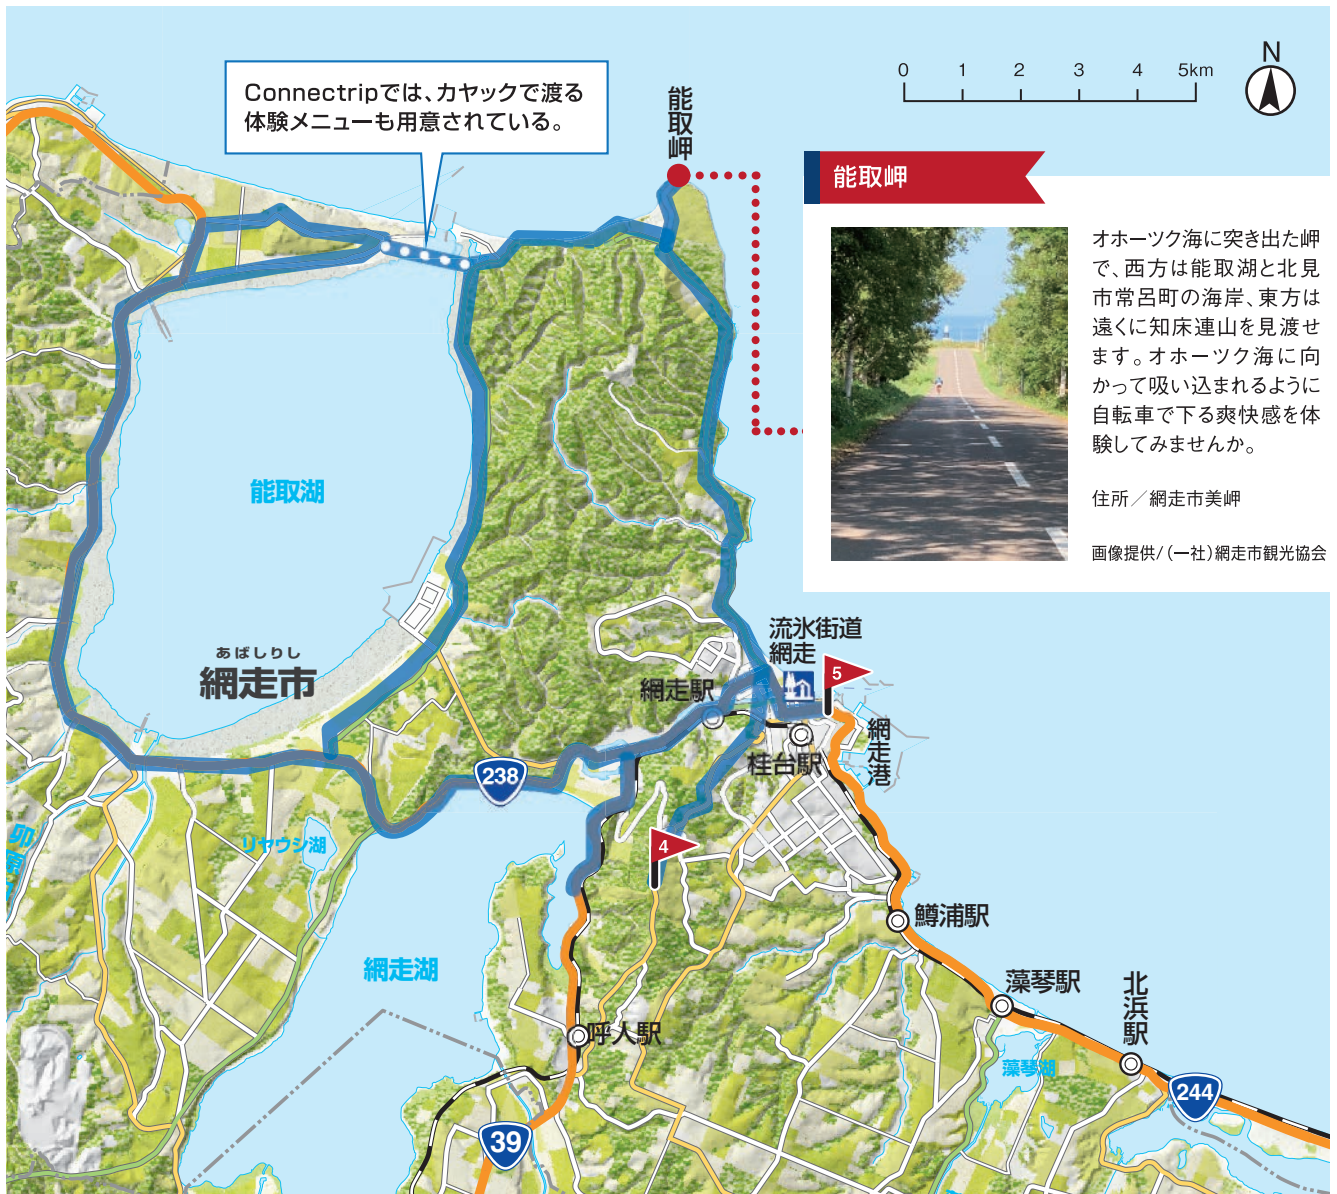 Connectripでは、カヤックで渡る
体験メニューも用意されている。
能取岬
0 1 2 3 4 5km
N
能取岬
オホーツク海に突き出た岬
で、西方は能取湖と北見
市常呂町の海岸、東方は
遠くに知床連山を見渡せ
ます。オホーツク海に向
かって吸い込まれるように
自転車で下る爽快感を体
験してみませんか。
住所／網走市美岬
画像提供/（一社）網走市観光協会
能取湖
あばしりし
網走市
流氷街道
網走
5
網走駅
桂台駅
網走港
238
リヤウシ湖
4
網走湖
鱒浦駅
藻琴駅
北浜駅
呼人駅
藻琴湖
244
39